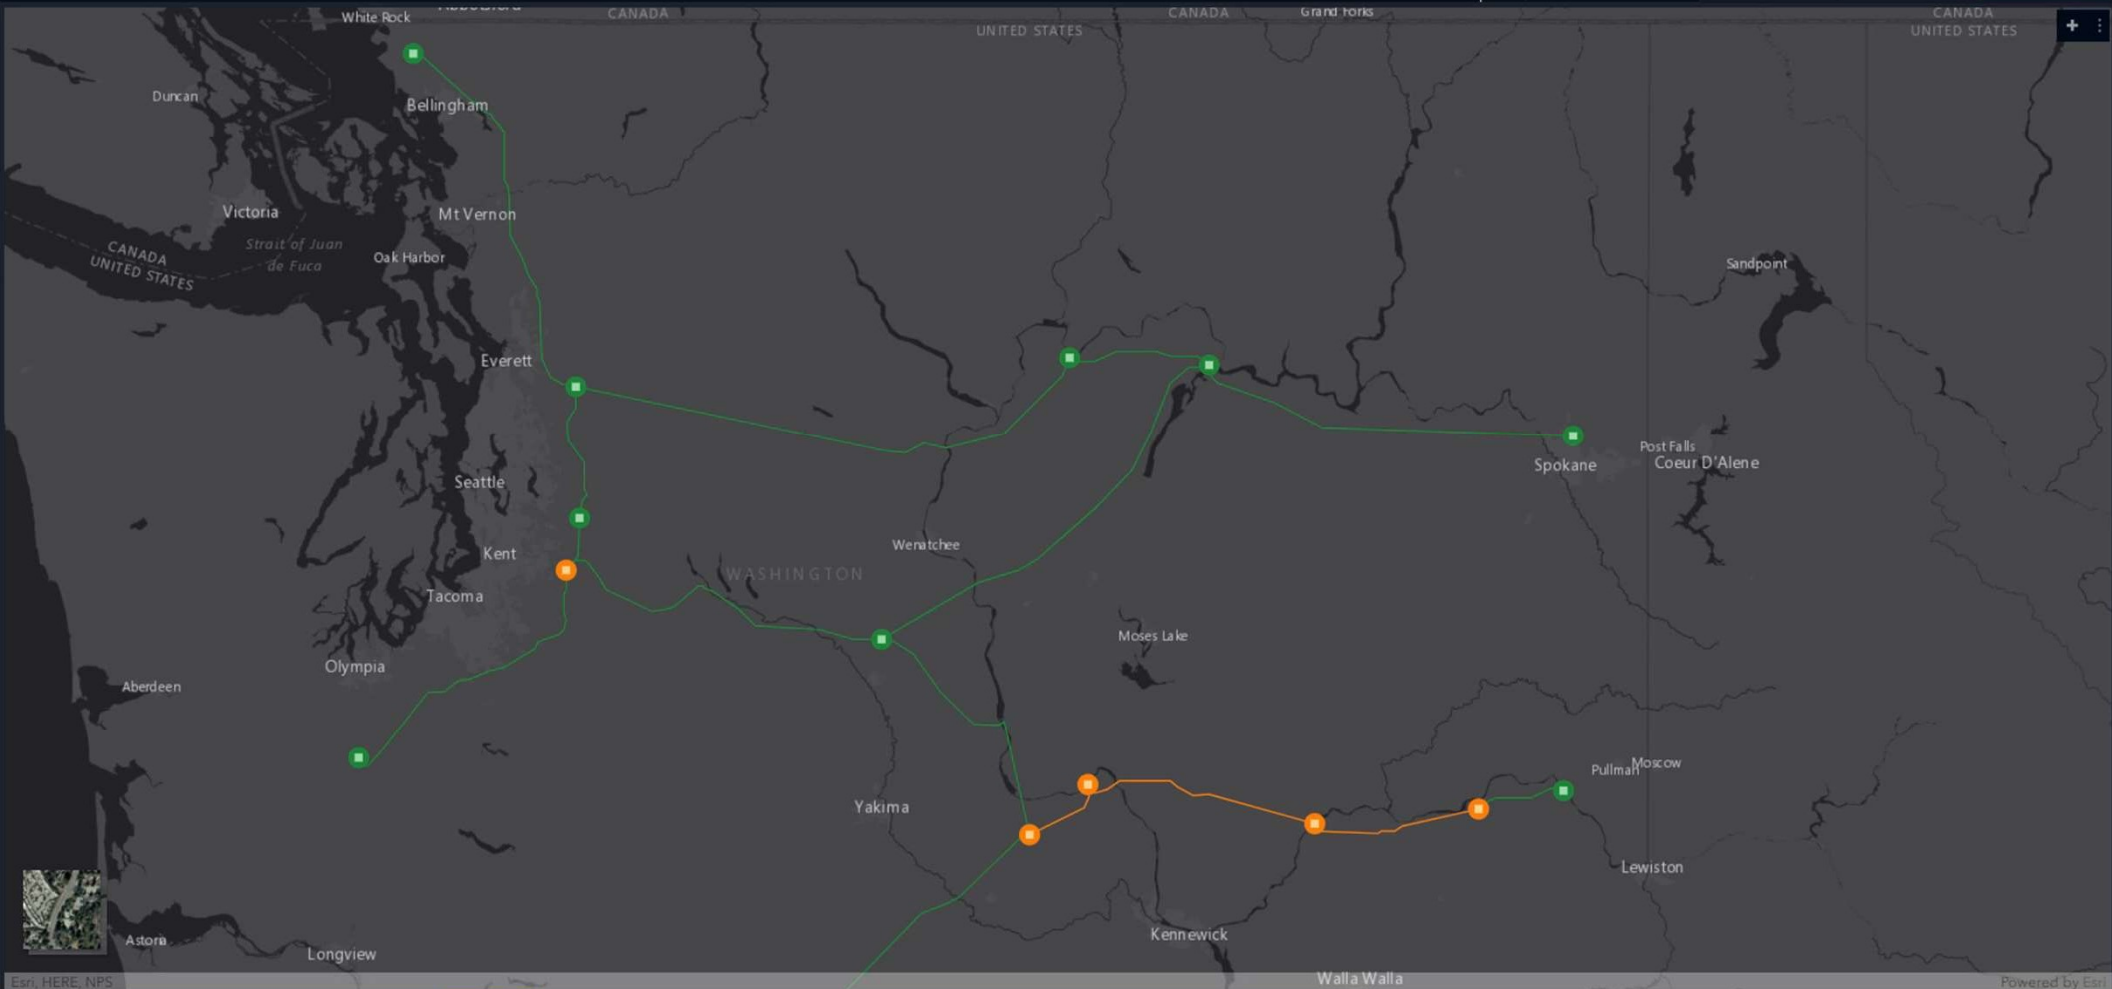 Abbotsford
White Rock
CANADA
UNITED STATES
CANADA
Grand Forks
CANADA
UNITED STATES
Duncan
Bellingham
Victoria
Mt Vernon
Strait of Juan
de Fuca
CANADA
UNITED STATES
Oak Harbor
Sandpoint
Everett
Post Falls
Coeur D'Alene
Spokane
Seattle
Kent
Wenatchee
WASHINGTON
Tacoma
Moses Lake
Olympia
Aberdeen
Moscow
Pullman
Yakima
Lewiston
Kennewick
Astoria
Longview
Walla Walla
Esri, HERE, NPS
Powered by Esri